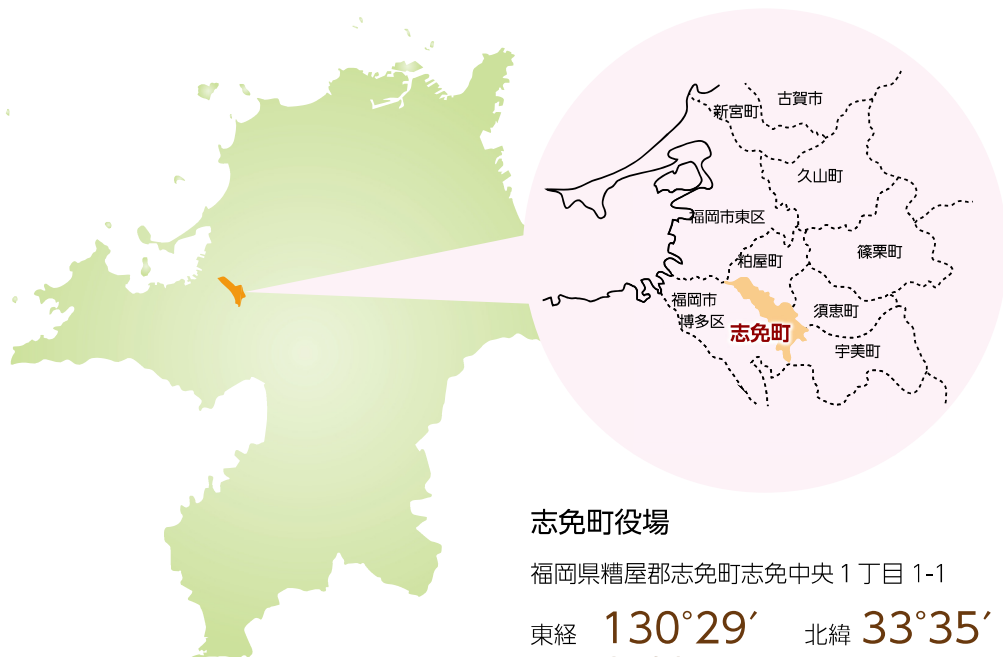 古賀市
新宮町
久山町
福岡市東区
篠栗町
粕屋町
福岡市
博多区
須恵町
志免町
宇美町
志免町役場
福岡県糟屋郡志免町志免中央1丁目1-1
東経 130°29′ 北緯 33°35′